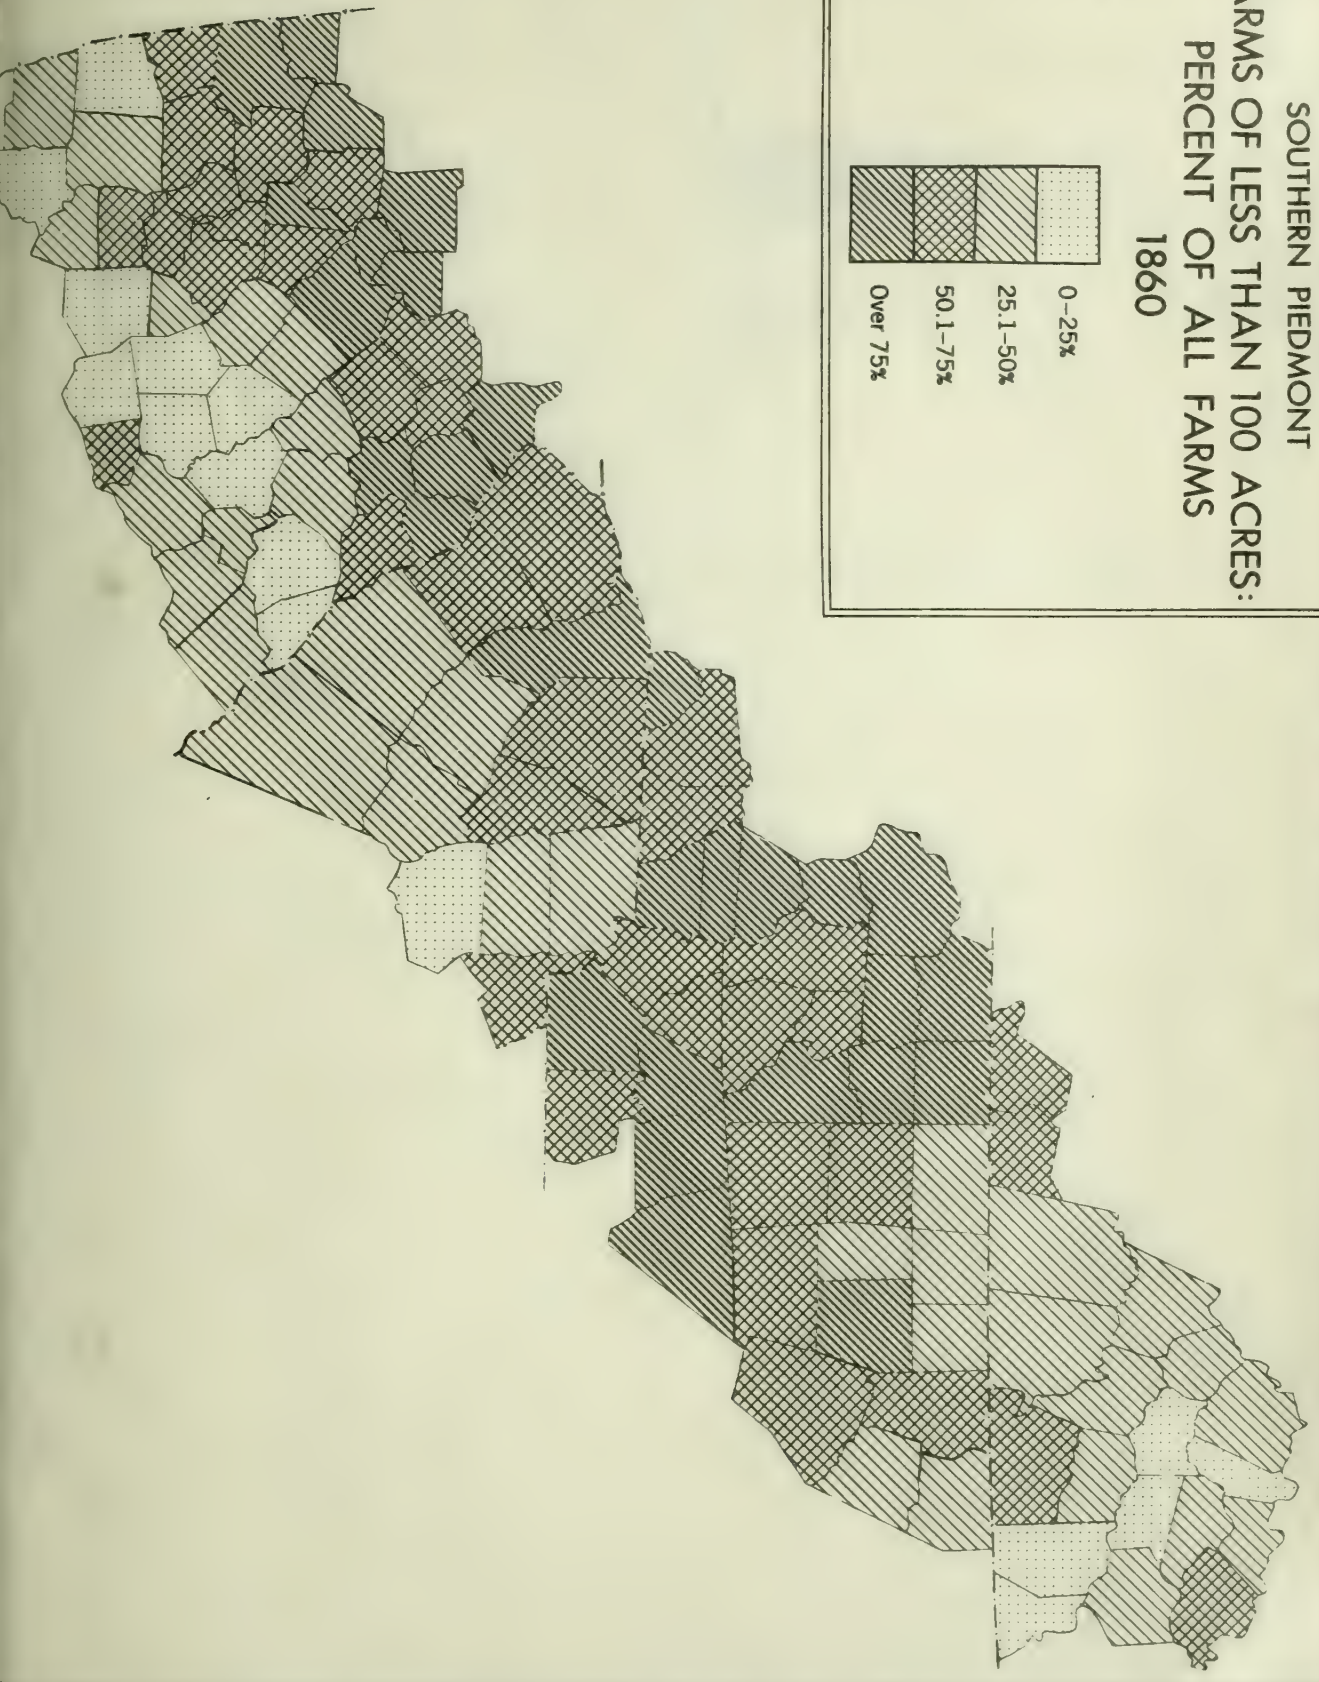 SOUTHERN PIEDMONT
ARMS OF LESS THAN 100 ACRES:
PERCENT OF ALL FARMS
1860
0–25%
25.1–50%
50.1–75%
Over 75%